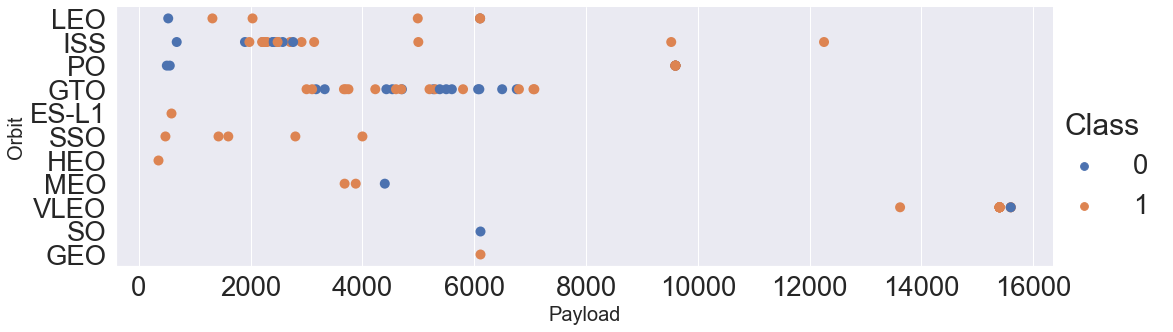 LEO
ISS
PO
GTO
ES-L1
SSO
HEO
MEO
VLEO
SO
GEO
Orbit
0 2000 4000 6000 8000 10000 12000 14000 16000
Payload
Class
0
1